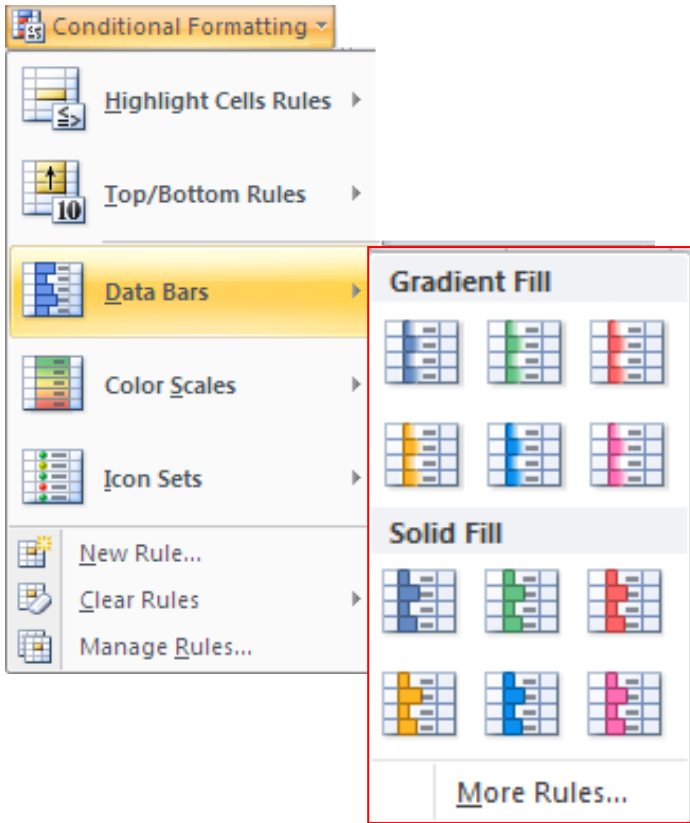 Conditional Formatting
Highlight Cells Rules
Top/Bottom Rules
10
Data Bars
Color Scales
Icon Sets
New Rule...
Clear Rules
Manage Rules...
Gradient Fill
Solid Fill
More Rules...